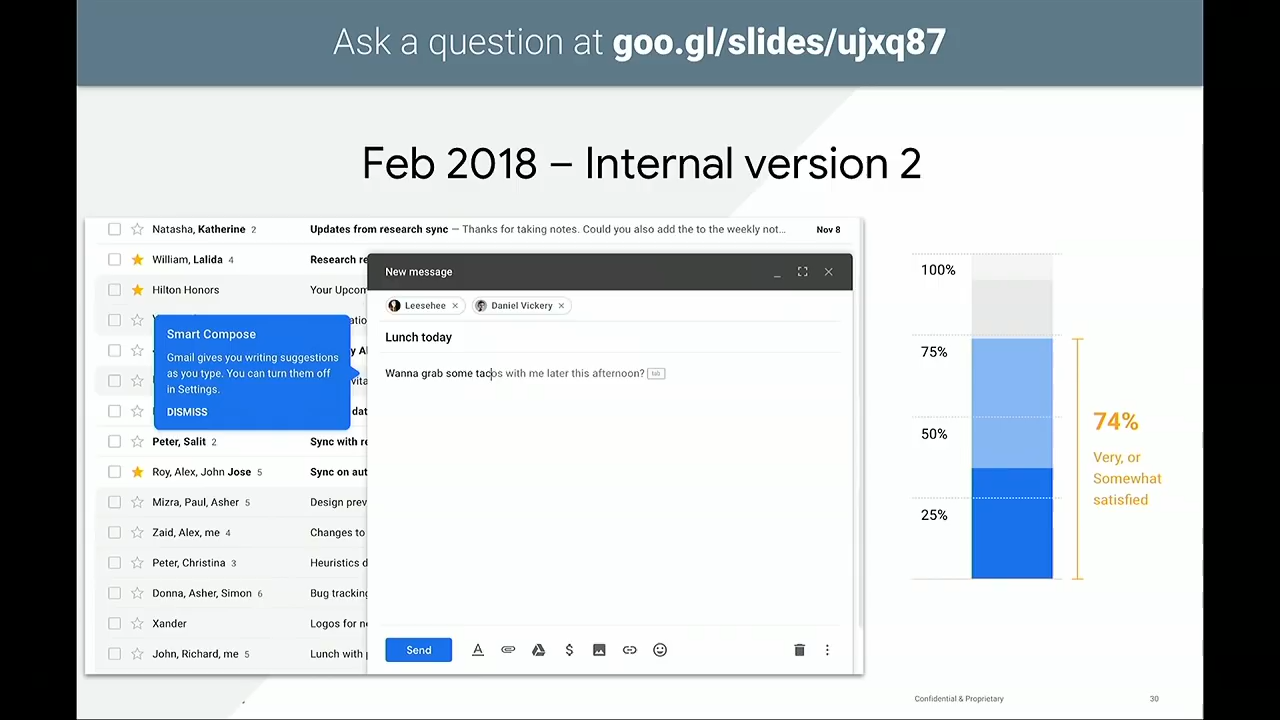 Ask a question at goo.gl/slides/ujxq87
Feb 2018 – Internal version 2
Natasha, Katherine 2 Updates from research sync – Thanks for taking notes. Could you also add the to the weekly not... Nov 8
William, Lalida 4 Research re
New message
Hilton Honors Your Upcom
Leesehee × Daniel Vickery ×
Smart Compose
Gmail gives you writing suggestions
as you type. You can turn them off
in Settings.
DISMISS
Lunch today
Wanna grab some tacos with me later this afternoon? tab
Peter, Salit 2 Sync with re
Roy, Alex, John Jose 5 Sync on aut
Mizra, Paul, Asher 5 Design prev
Zaid, Alex, me 4 Changes to
Peter, Christina 3 Heuristics d
Donna, Asher, Simon 6 Bug tracking
Xander Logos for ne
John, Richard, me 5 Lunch with p
Send
100%
75%
50%
25%
74%
Very, or
Somewhat
satisfied
Confidential & Proprietary 30